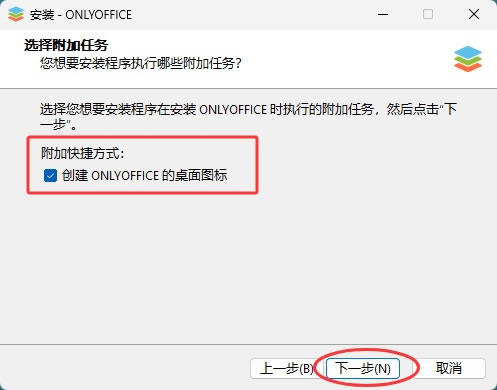 安装 - ONLYOFFICE
选择附加任务
您想要安装程序执行哪些附加任务?
选择您想要安装程序在安装 ONLYOFFICE 时执行的附加任务，然后点击“下
一步”。
附加快捷方式:
创建 ONLYOFFICE 的桌面图标
上一步(B) 下一步(N) 取消